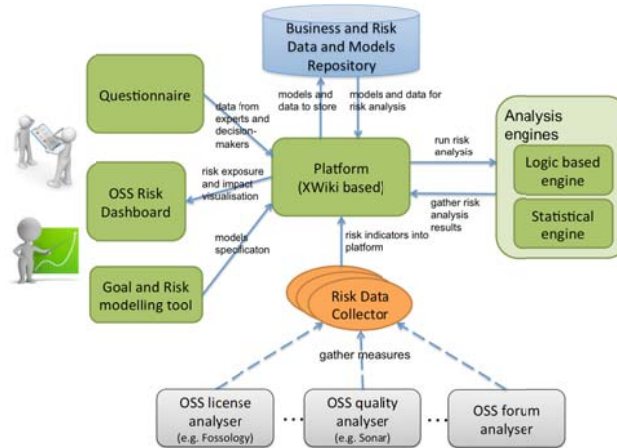 Business and Risk
Data and Models
Repository
Questionnaire
data from
experts and
decision-
makers
models and
data to store
models and data for
risk analysis
Analysis
engines
Logic based
engine
Statistical
engine
run risk
analysis
gather risk
analysis
results
Platform
(XWiki based)
OSS Risk
Dashboard
risk exposure
and impact
visualisation
risk indicators into
platform
models
specificaton
Goal and Risk
modelling tool
Risk Data
Collector
gather measures
OSS license
analyser
(e.g. Fossology)
...
OSS quality
analyser
(e.g. Sonar)
...
OSS forum
analyser